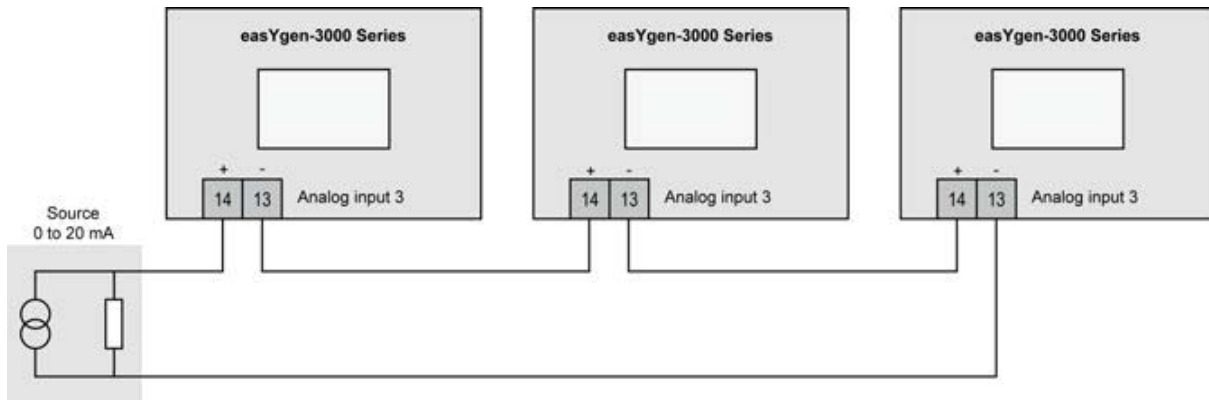 easYgen-3000 Series
easYgen-3000 Series
easYgen-3000 Series
+ -
+ -
+ -
14 13 Analog input 3
14 13 Analog input 3
14 13 Analog input 3
Source
0 to 20 mA